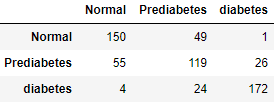 Normal Prediabetes diabetes
Normal 150 49 1
Prediabetes 55 119 26
diabetes 4 24 172